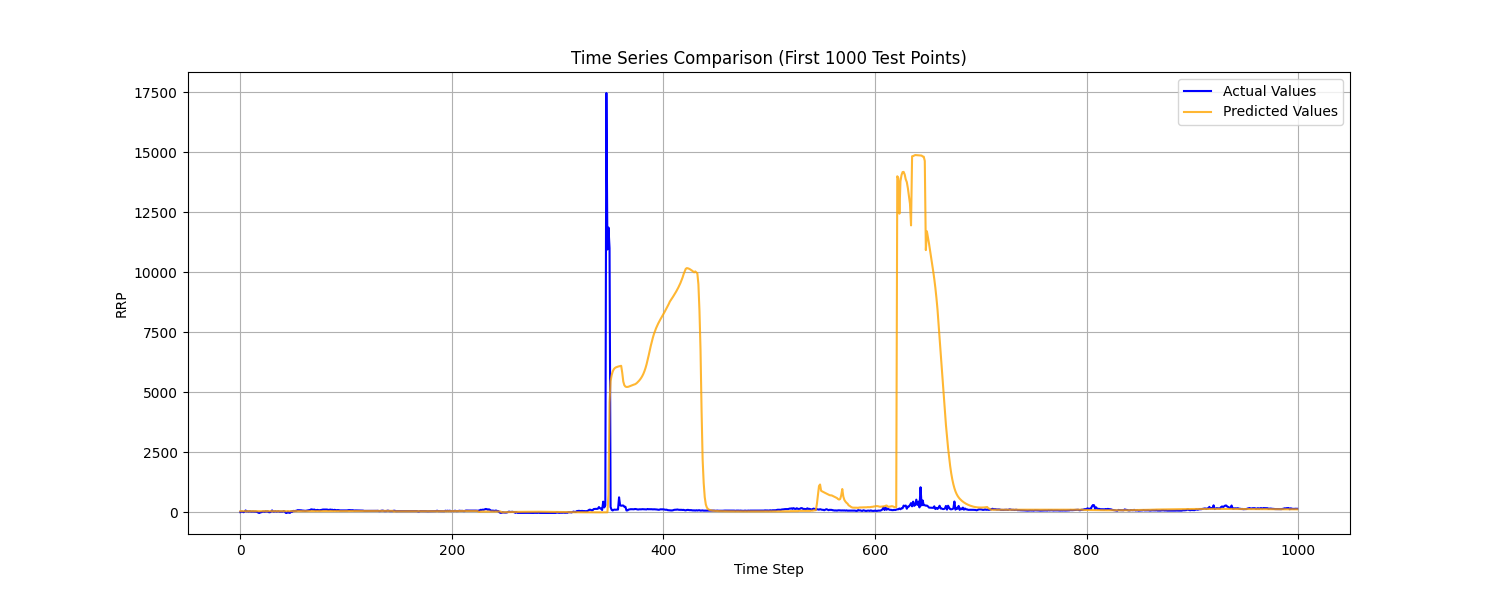 Time Series Comparison (First 1000 Test Points)
Actual Values
Predicted Values
RRP
17500
15000
12500
10000
7500
5000
2500
0
0
200
400
600
800
1000
Time Step